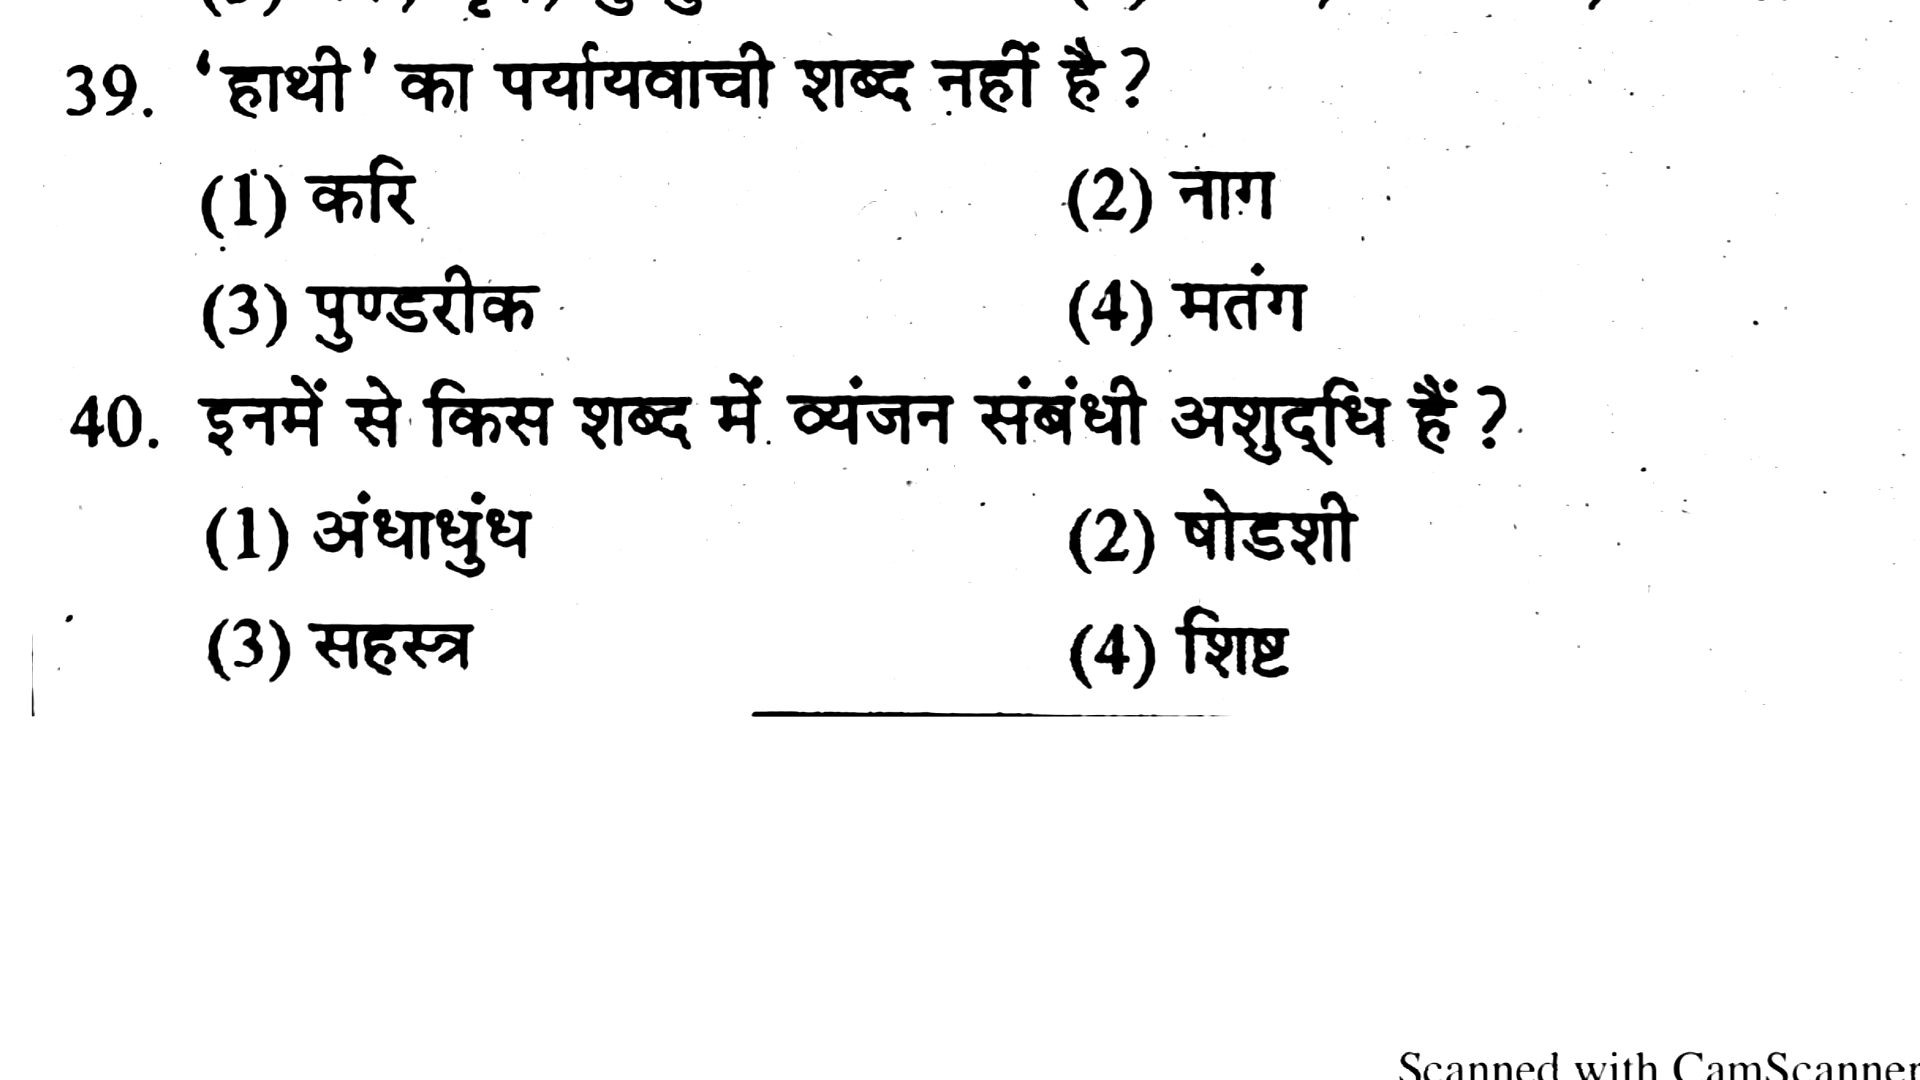 39. ‘हाथी’ का पर्यायवाची शब्द नहीं है ?
(1) करि (2) नाग
(3) पुण्डरीक (4) मतंग
40. इनमें से किस शब्द में व्यंजन संबंधी अशुद्‌धि हैं ?
(1) अंधाधुंध (2) षोडशी
(3) सहस्त्र (4) शिष्ट
Scanned with CamScanner